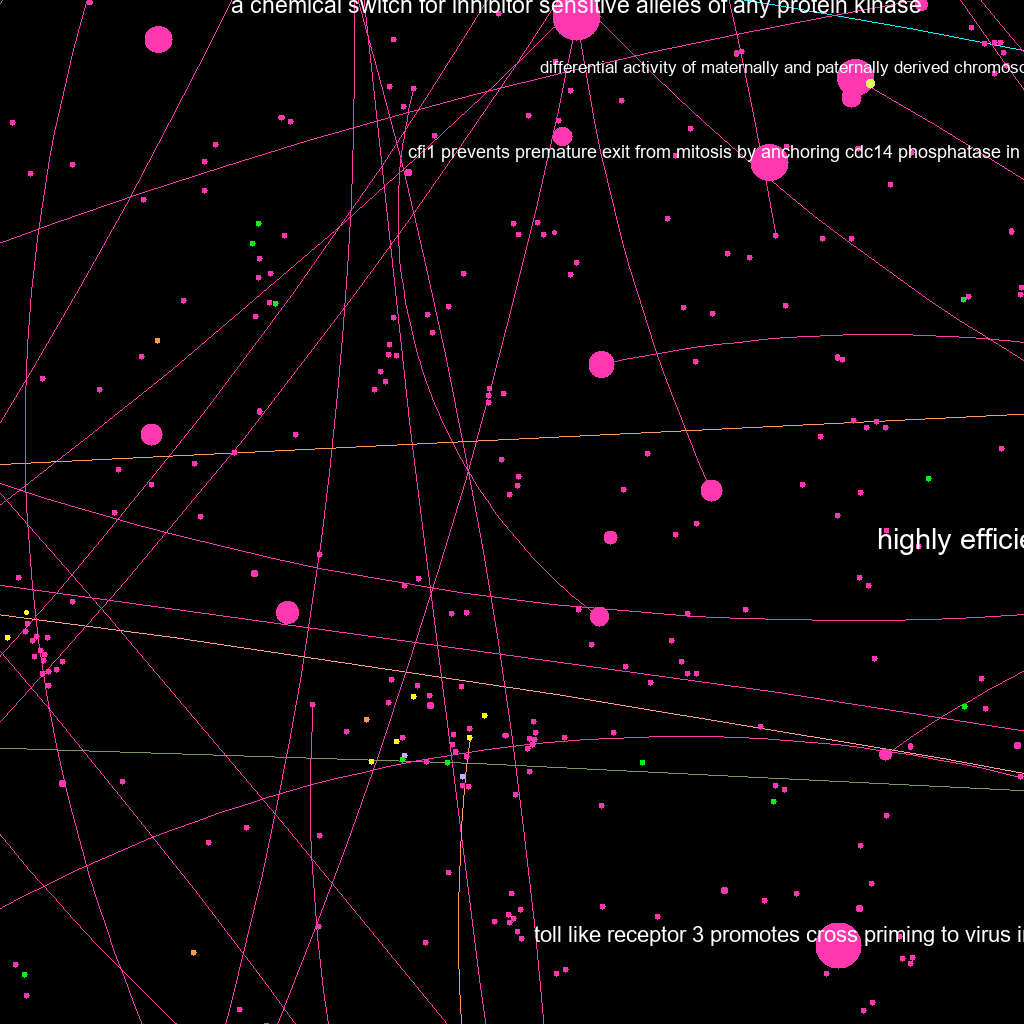 a chemical switch for inhibitor sensitive alleles of any protein kinase
differential activity of maternally and paternally derived
cfi1 prevents premature exit from mitosis by anchoring cdc14 phosphatase in
highly
toll like receptor 3 promotes cross priming to virus